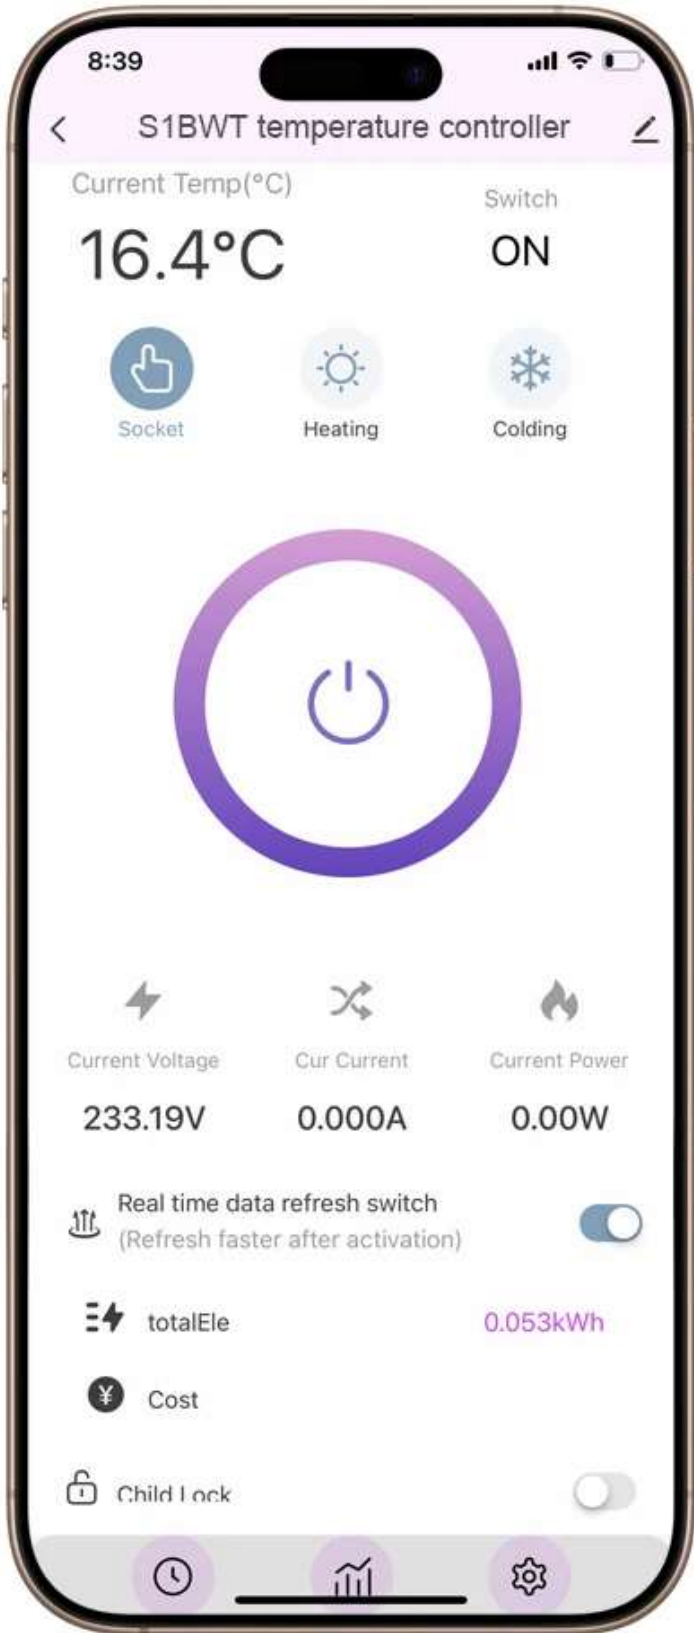 8:39
S1BWT temperature controller
Current Temp(°C)
Switch
16.4°C
ON
Socket
Heating
Colding
Current Voltage
Cur Current
Current Power
233.19V
0.000A
0.00W
Real time data refresh switch
(Refresh faster after activation)
totalEle
0.053kWh
¥
Cost
Child Lock